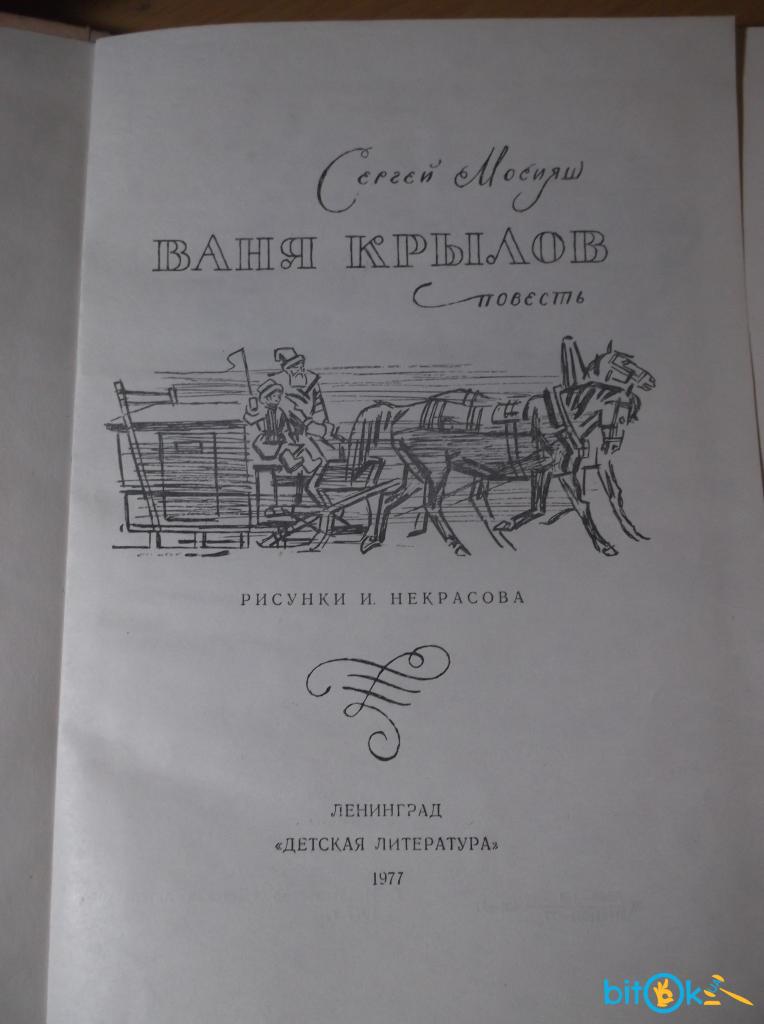 Сергей Мосияш
ВАНЯ КРЫЛОВ
повесть
РИСУНКИ И. НЕКРАСОВА
ЛЕНИНГРАД
«ДЕТСКАЯ ЛИТЕРАТУРА»
1977
bitOk